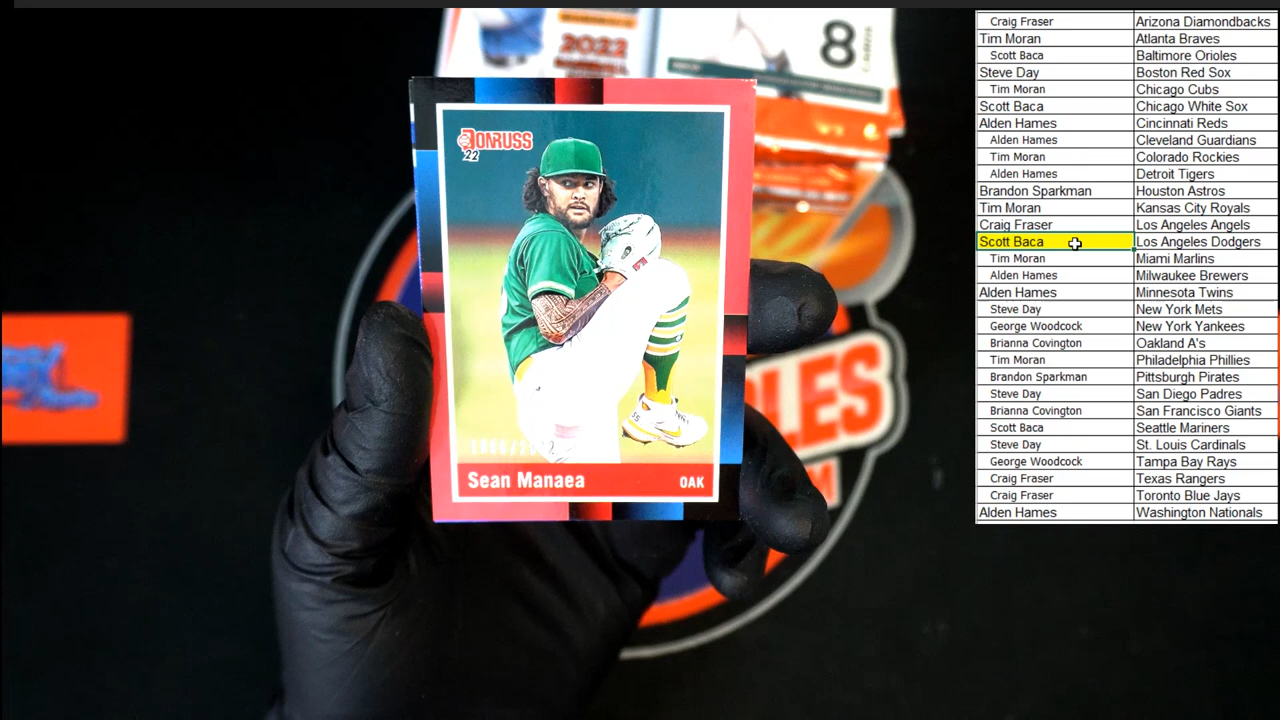 2022
8
DONRUSS
22
Sean Manaea OAK
LES
Craig Fraser Arizona Diamondbacks
Tim Moran Atlanta Braves
Scott Baca Baltimore Orioles
Steve Day Boston Red Sox
Tim Moran Chicago Cubs
Scott Baca Chicago White Sox
Alden Hames Cincinnati Reds
Alden Hames Cleveland Guardians
Tim Moran Colorado Rockies
Alden Hames Detroit Tigers
Brandon Sparkman Houston Astros
Tim Moran Kansas City Royals
Craig Fraser Los Angeles Angels
Scott Baca Los Angeles Dodgers
Tim Moran Miami Marlins
Alden Hames Milwaukee Brewers
Alden Hames Minnesota Twins
Steve Day New York Mets
George Woodcock New York Yankees
Brianna Covington Oakland A's
Tim Moran Philadelphia Phillies
Brandon Sparkman Pittsburgh Pirates
Steve Day San Diego Padres
Brianna Covington San Francisco Giants
Scott Baca Seattle Mariners
Steve Day St. Louis Cardinals
George Woodcock Tampa Bay Rays
Craig Fraser Texas Rangers
Craig Fraser Toronto Blue Jays
Alden Hames Washington Nationals